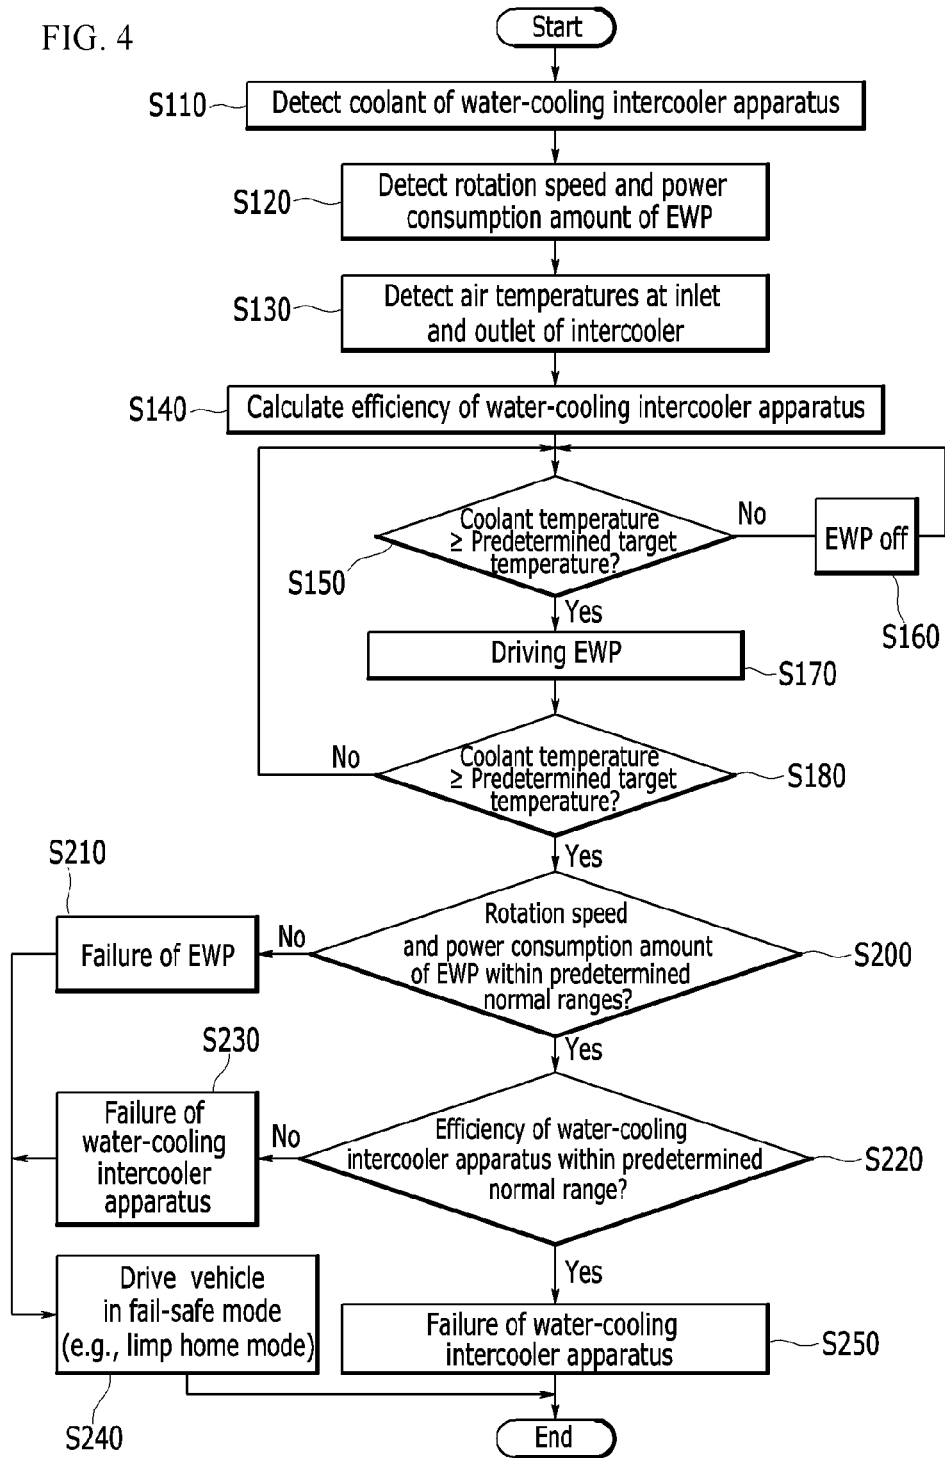 FIG. 4
Start
S110
Detect coolant of water-cooling intercooler apparatus
S120
Detect rotation speed and power
consumption amount of EWP
S130
Detect air temperatures at inlet
and outlet of intercooler
S140
Calculate efficiency of water-cooling intercooler apparatus
Coolant temperature
≥ Predetermined target
temperature?
S150
No
EWP off
S160
Yes
Driving EWP
S170
Coolant temperature
≥ Predetermined target
temperature?
No
S180
Yes
S210
Failure of EWP
No
Rotation speed
and power consumption amount
of EWP within predetermined
normal ranges?
S200
Yes
S230
Failure of
water-cooling
intercooler
apparatus
No
Efficiency of water-cooling
intercooler apparatus within predetermined
normal range?
S220
Yes
Drive vehicle
in fail-safe mode
(e.g., limp home mode)
S240
Failure of water-cooling
intercooler apparatus
S250
End